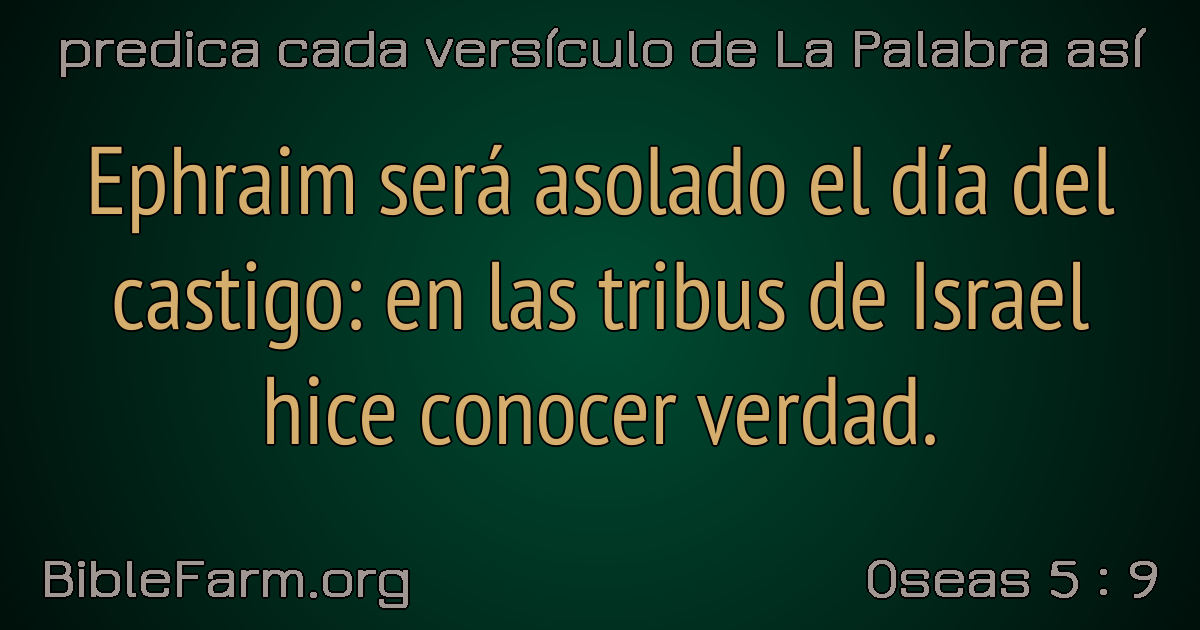 predica cada versículo de La Palabra así
Ephraim será asolado el día del
castigo: en las tribus de Israel
hice conocer verdad.
BibleFarm.org
Oseas 5 : 9